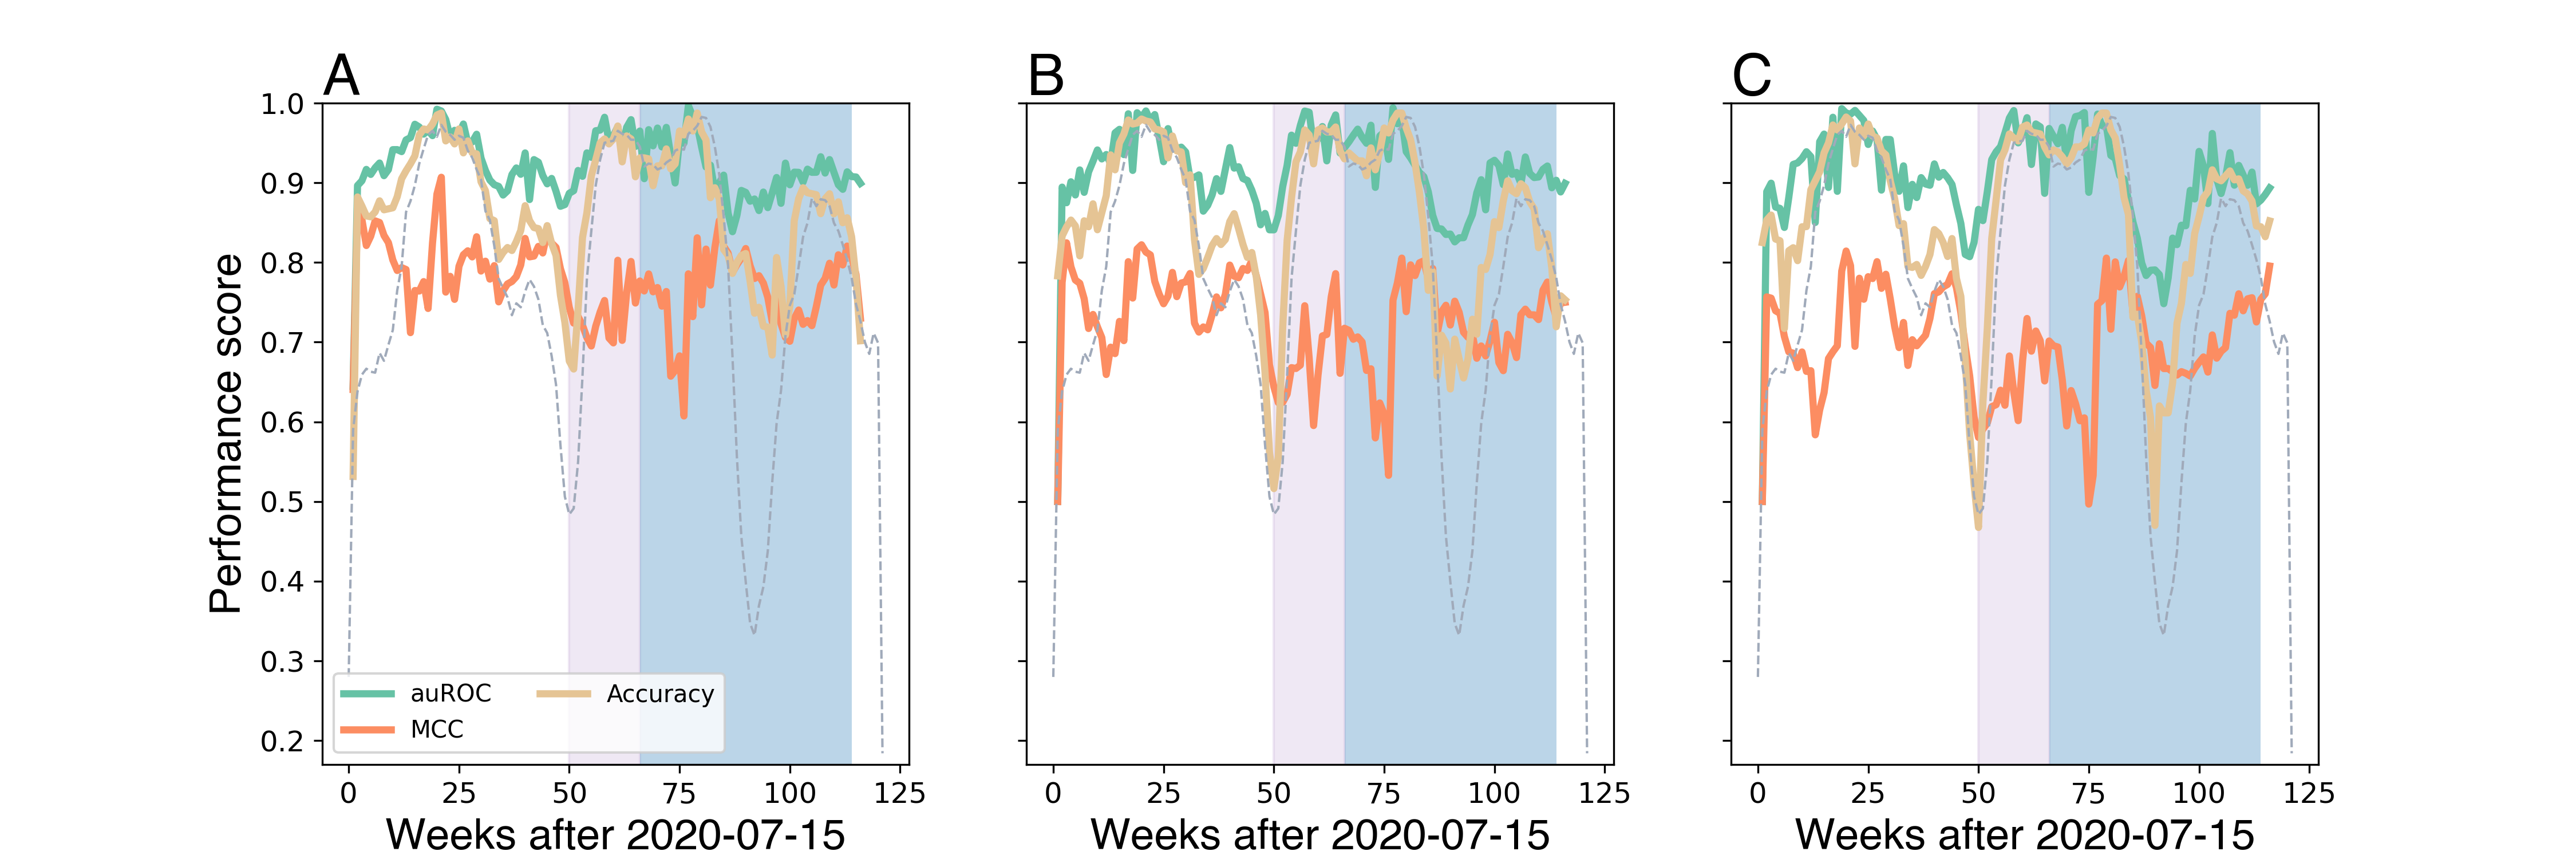 A
B
C
Performance score
1.0
0.9
0.8
0.7
0.6
0.5
0.4
0.3
0.2
auROC
MCC
Accuracy
0 25 50 75 100 125
0 25 50 75 100 125
0 25 50 75 100 125
Weeks after 2020-07-15
Weeks after 2020-07-15
Weeks after 2020-07-15